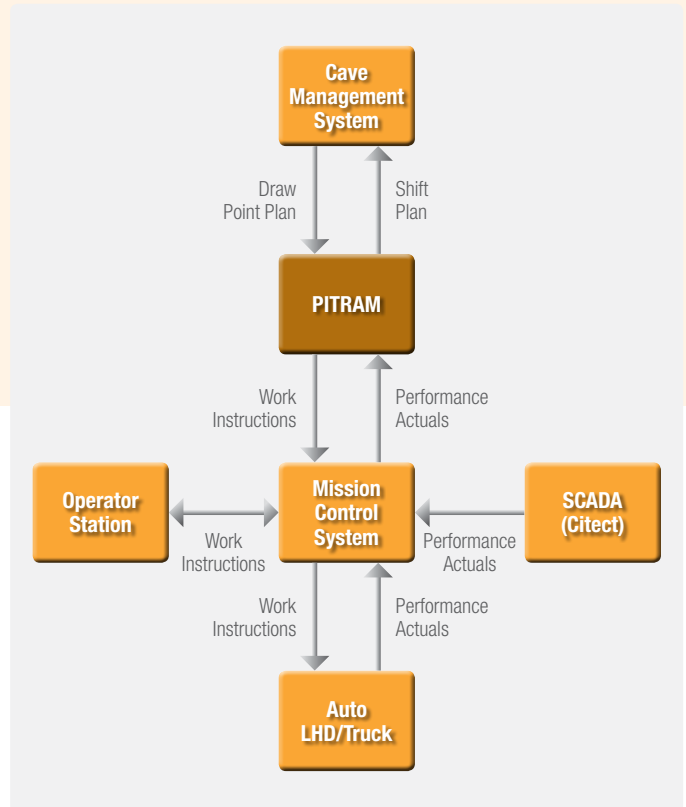 Cave
Management
System
Draw
Point Plan
Shift
Plan
PITRAM
Work
Instructions
Performance
Actuals
Operator
Station
Work
Instructions
Mission
Control
System
Performance
Actuals
SCADA
(Citect)
Work
Instructions
Performance
Actuals
Auto
LHD/Truck